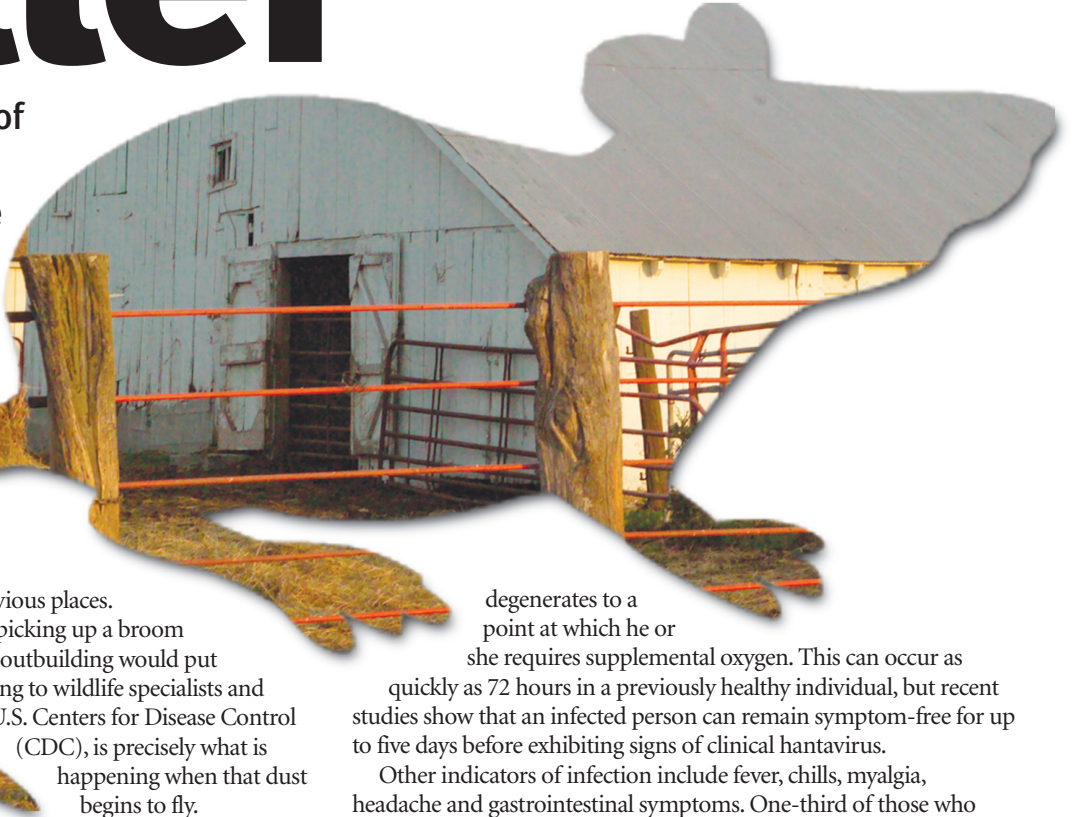 of
vious places.
picking up a broom
outbuilding would put
ng to wildlife specialists and
U.S. Centers for Disease Control
(CDC), is precisely what is
happening when that dust
begins to fly.
degenerates to a
point at which he or
she requires supplemental oxygen. This can occur as
quickly as 72 hours in a previously healthy individual, but recent
studies show that an infected person can remain symptom-free for up
to five days before exhibiting signs of clinical hantavirus.
Other indicators of infection include fever, chills, myalgia,
headache and gastrointestinal symptoms. One-third of those who